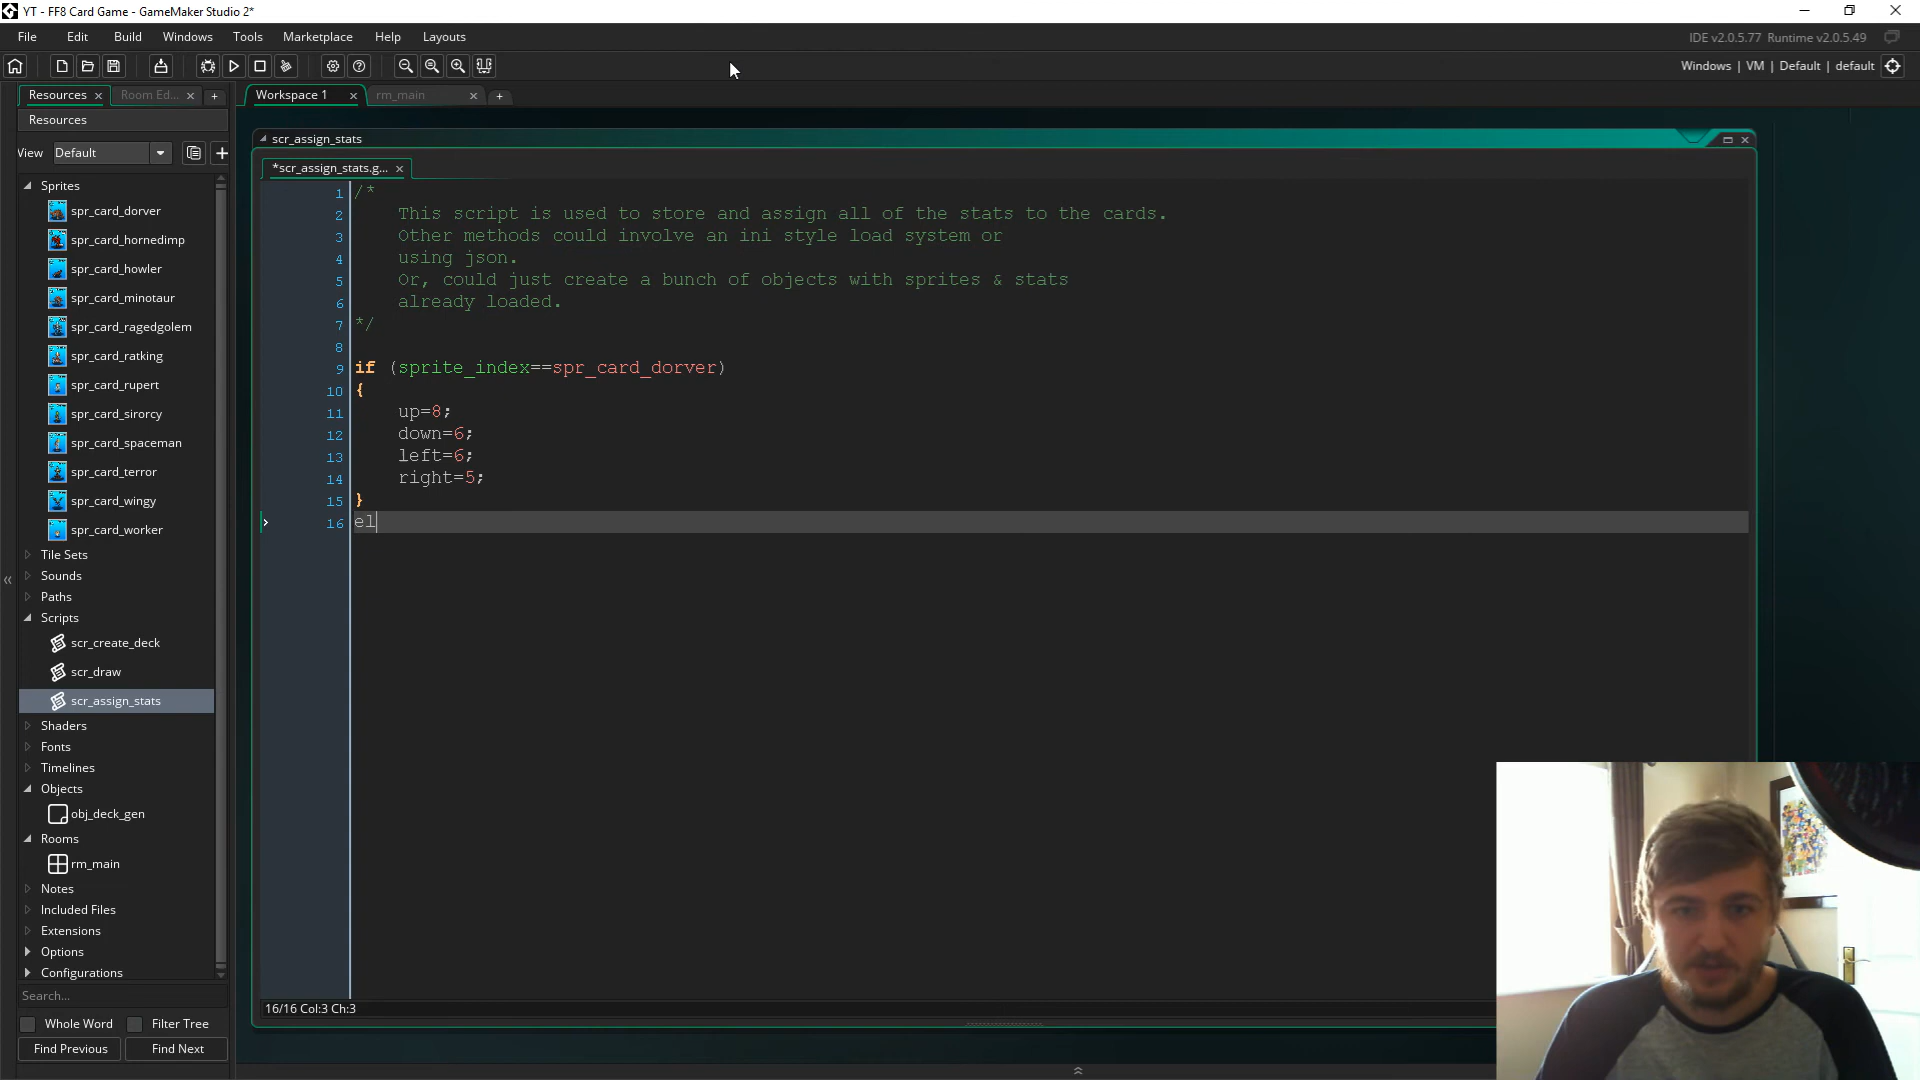 YT - FF8 Card Game - GameMaker Studio 2*
File Edit Build Windows Tools Marketplace Help Layouts
IDE v2.0.5.77 Runtime v2.0.5.49
Windows | VM | Default | default
Resources
Room Ed...
Workspace 1
rm_main
Resources
View Default
Sprites
spr_card_dorver
spr_card_hornedimp
spr_card_howler
spr_card_minotaur
spr_card_ragedgolem
spr_card_ratking
spr_card_rupert
spr_card_sirorcy
spr_card_spaceman
spr_card_terror
spr_card_wingy
spr_card_worker
Tile Sets
Sounds
Paths
Scripts
scr_create_deck
scr_draw
scr_assign_stats
Shaders
Fonts
Timelines
Objects
obj_deck_gen
Rooms
rm_main
Notes
Included Files
Extensions
Options
Configurations
Search...
Whole Word Filter Tree
Find Previous Find Next
scr_assign_stats
*scr_assign_stats.g...
1 /*
2 This script is used to store and assign all of the stats to the cards.
3 Other methods could involve an ini style load system or
4 using json.
5 Or, could just create a bunch of objects with sprites & stats
6 already loaded.
7 */
8
9 if (sprite_index==spr_card_dorver)
10 {
11 up=8;
12 down=6;
13 left=6;
14 right=5;
15 }
16 el
16/16 Col:3 Ch:3